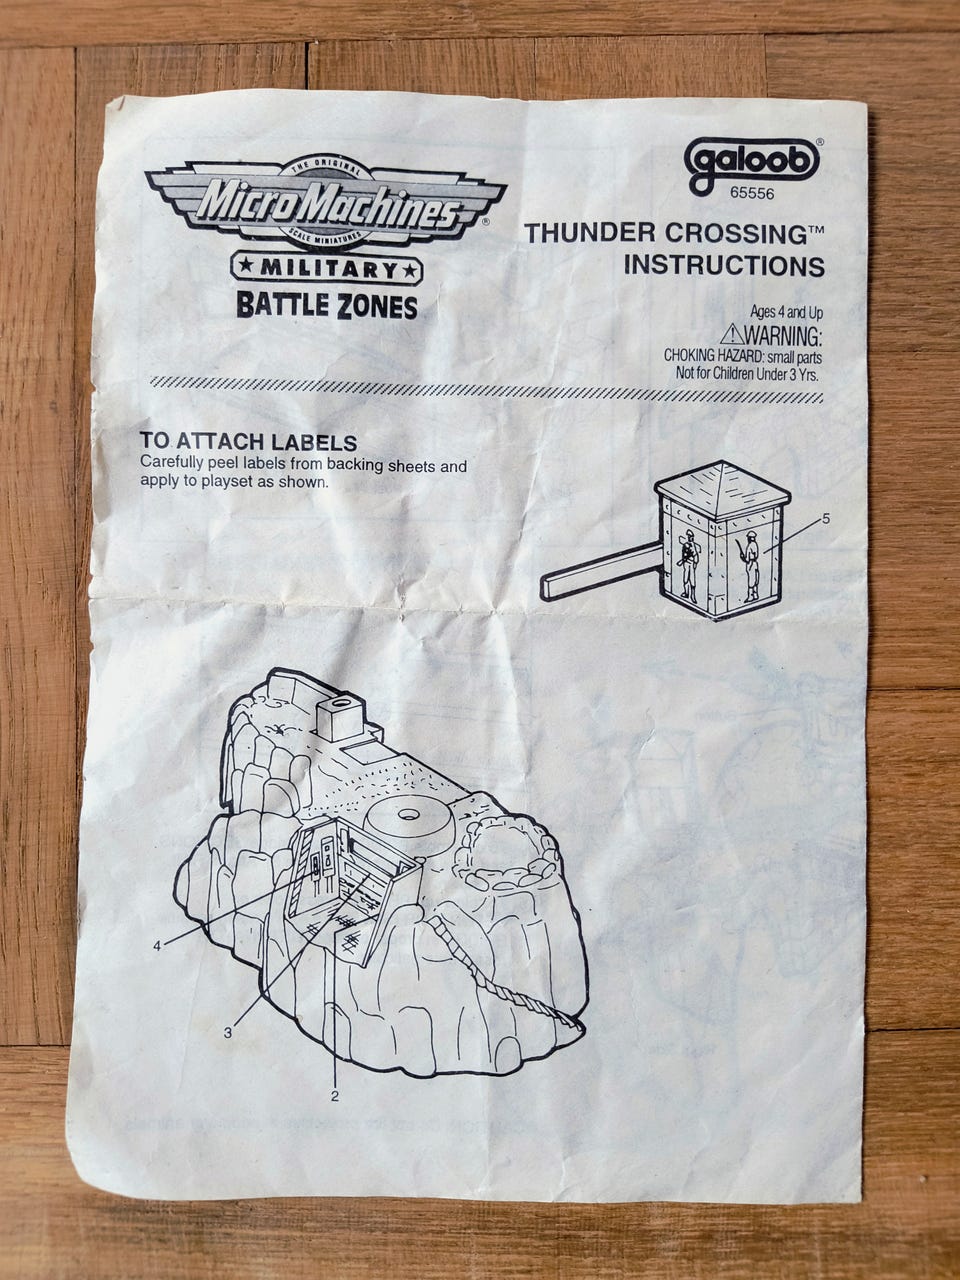 THE ORIGINAL
Micro Machines®
SCALE MINIATURES
★MILITARY★
BATTLE ZONES
galoob®
65556
THUNDER CROSSING™
INSTRUCTIONS
Ages 4 and Up
⚠WARNING:
CHOKING HAZARD: small parts
Not for Children Under 3 Yrs.
TO ATTACH LABELS
Carefully peel labels from backing sheets and
apply to playset as shown.
5
4
3
2